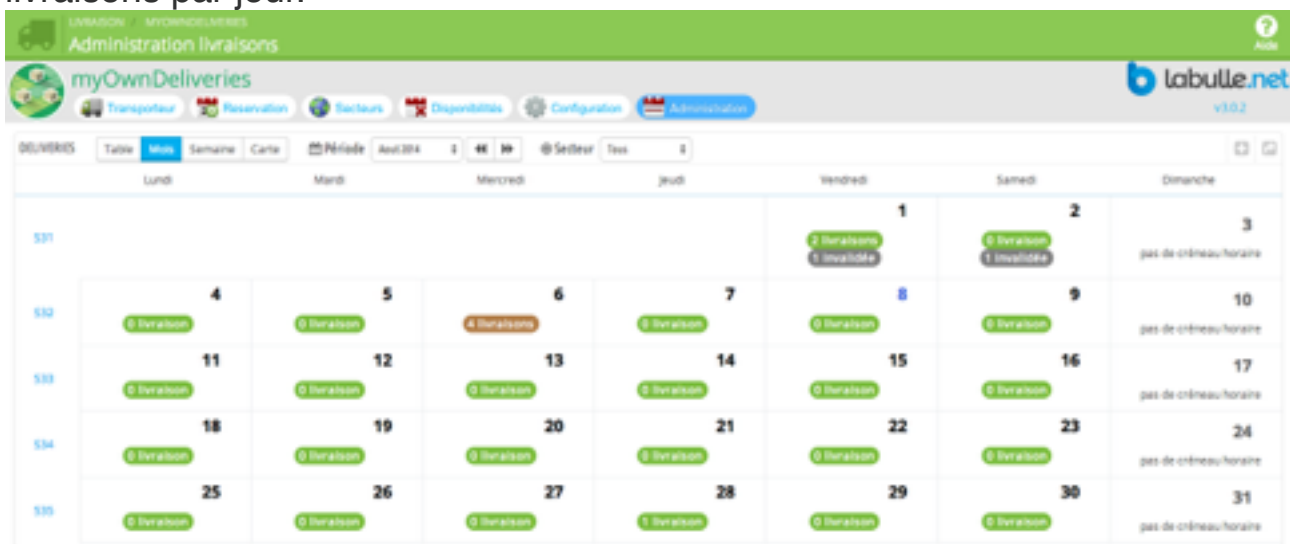 livraisons par jour.
LIVRAISON / MYOWNDELIVERIES
Administration livraisons
Aide
myOwnDeliveries
labulle.net
Transporteur Reservation Secteurs Disponibilités Configuration Administration
v3.0.2
DELIVERIES Table Mois Semaine Carte Période Aout 2014 Secteur Tous
Lundi Mardi Mercredi Jeudi Vendredi Samedi Dimanche
1 2 3
S31 2 livraisons 0 livraison
1 invalidée 1 invalidée pas de créneau horaire
4 5 6 7 8 9 10
S32 0 livraison 0 livraison 4 livraisons 0 livraison 0 livraison 0 livraison pas de créneau horaire
11 12 13 14 15 16 17
S33 0 livraison 0 livraison 0 livraison 0 livraison 0 livraison 0 livraison pas de créneau horaire
18 19 20 21 22 23 24
S34 0 livraison 0 livraison 0 livraison 0 livraison 0 livraison 0 livraison pas de créneau horaire
25 26 27 28 29 30 31
S35 0 livraison 0 livraison 0 livraison 1 livraison 0 livraison 0 livraison pas de créneau horaire